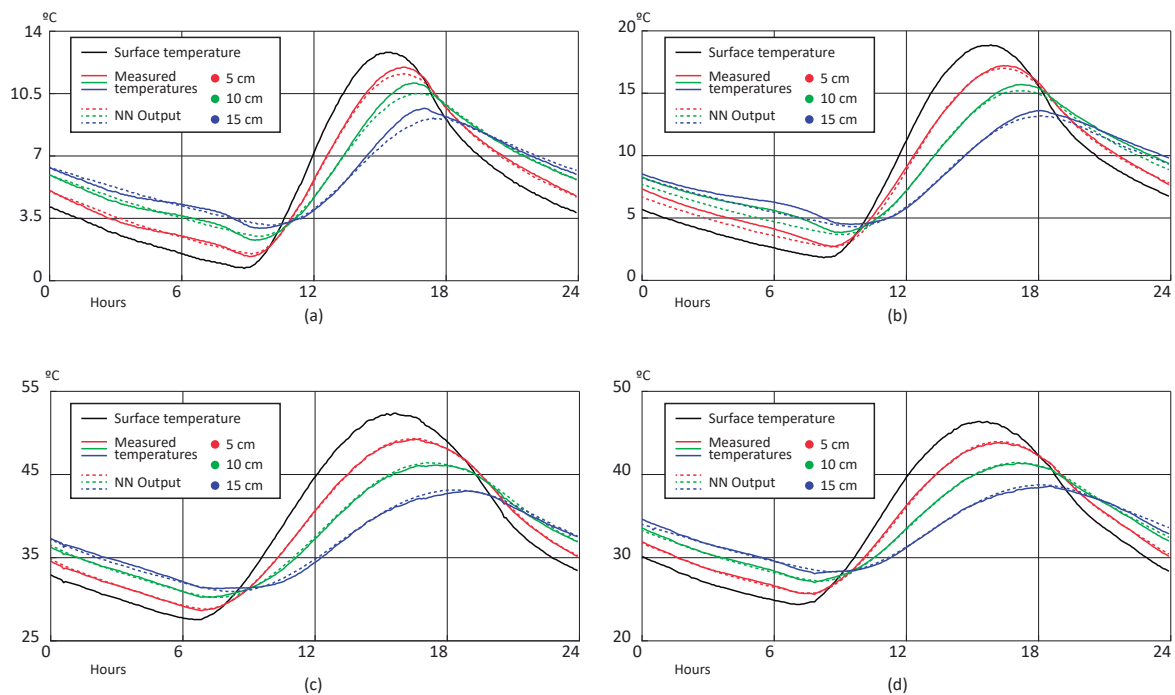 ºC
14
10.5
7
3.5
0
Surface temperature
Measured temperatures
NN Output
5 cm
10 cm
15 cm
0 6 12 18 24
Hours
(a)
ºC
20
15
10
5
0
Surface temperature
Measured temperatures
NN Output
5 cm
10 cm
15 cm
0 6 12 18 24
Hours
(b)
ºC
55
45
35
25
Surface temperature
Measured temperatures
NN Output
5 cm
10 cm
15 cm
0 6 12 18 24
Hours
(c)
ºC
50
40
30
20
Surface temperature
Measured temperatures
NN Output
5 cm
10 cm
15 cm
0 6 12 18 24
Hours
(d)